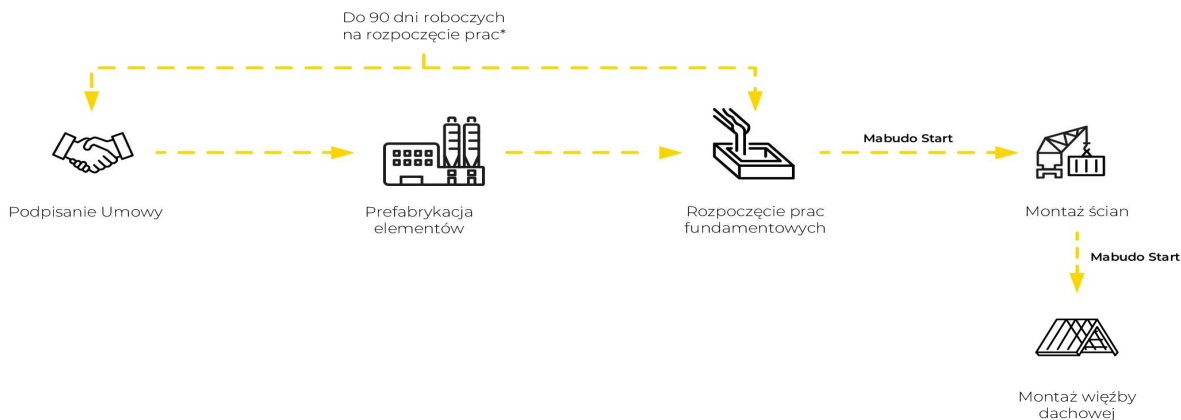 Do 90 dni roboczych
na rozpoczęcie prac*
Mabudo Start
Podpisanie Umowy
Prefabrykacja
elementów
Rozpoczęcie prac
fundamentowych
Montaż ścian
Mabudo Start
Montaż więźby
dachowej